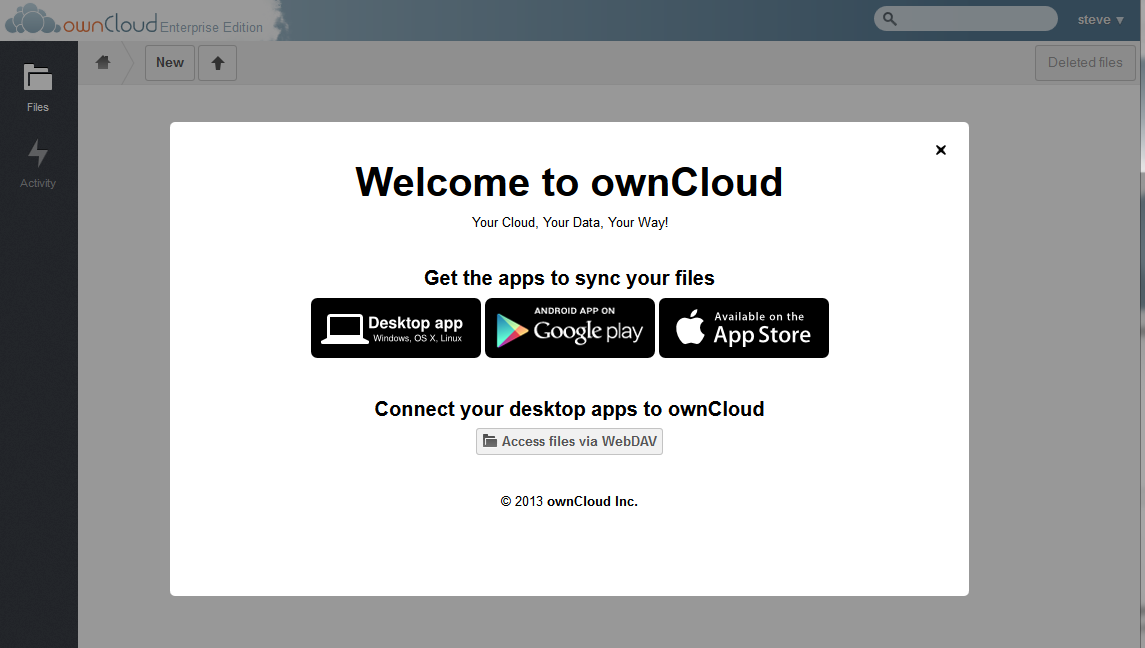 ownCloud Enterprise Edition
steve ▼
New
Deleted files
Files
Activity
Welcome to ownCloud
Your Cloud, Your Data, Your Way!
Get the apps to sync your files
Desktop app
Windows, OS X, Linux
ANDROID APP ON
Google play
Available on the
App Store
Connect your desktop apps to ownCloud
Access files via WebDAV
© 2013 ownCloud Inc.